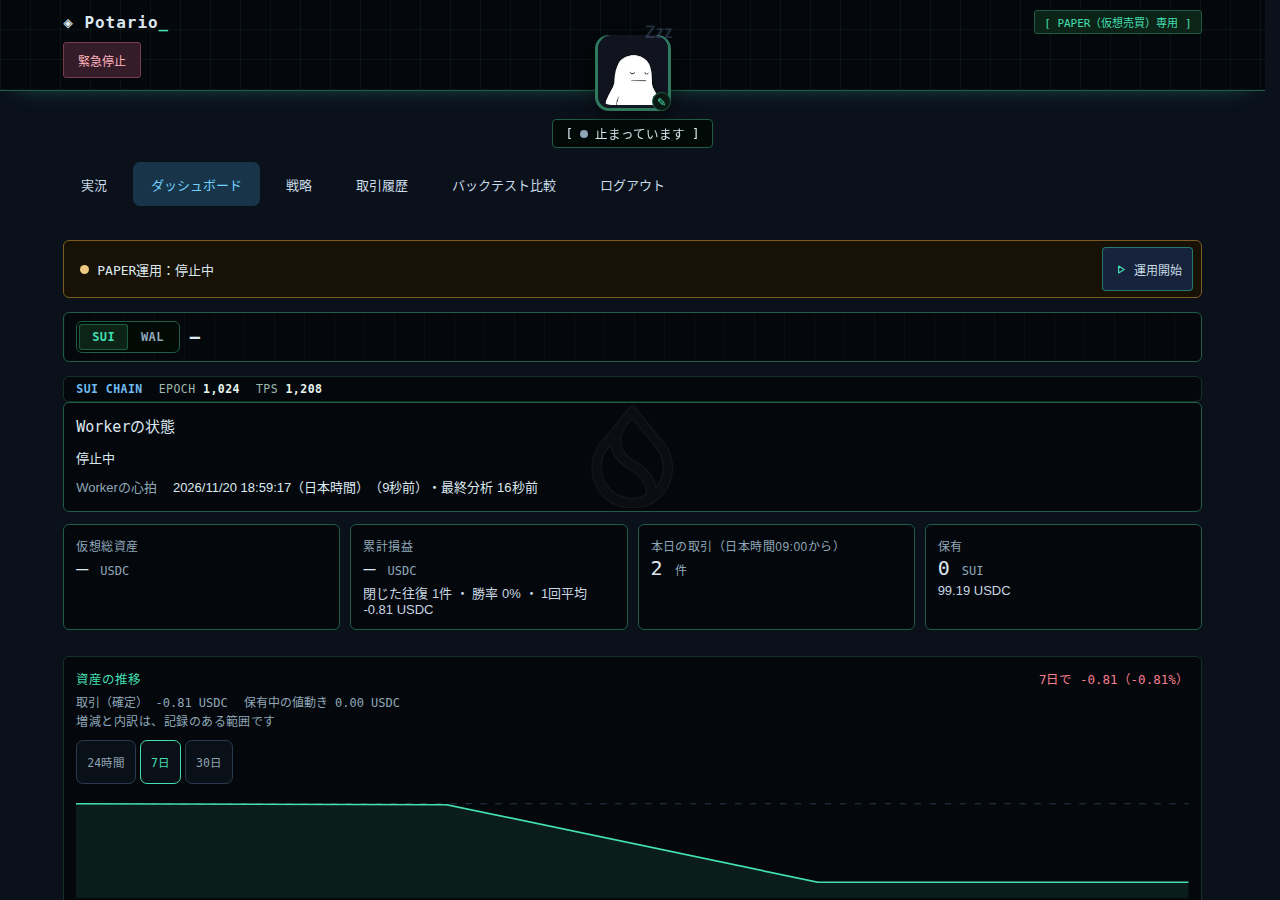 ◈ Potario_
[ PAPER（仮想売買）専用 ]
緊急停止
Zzz
[ ● 止まっています ]
実況
ダッシュボード
戦略
取引履歴
バックテスト比較
ログアウト
PAPER運用：停止中
運用開始
SUI WAL —
SUI CHAIN EPOCH 1,024 TPS 1,208
Workerの状態
停止中
Workerの心拍 2026/11/20 18:59:17（日本時間）（9秒前）・最終分析 16秒前
仮想総資産
— USDC
累計損益
— USDC
閉じた往復 1件 ・ 勝率 0% ・ 1回平均
-0.81 USDC
本日の取引（日本時間09:00から）
2 件
保有
0 SUI
99.19 USDC
資産の推移
7日で -0.81（-0.81%）
取引（確定） -0.81 USDC 保有中の値動き 0.00 USDC
増減と内訳は、記録のある範囲です
24時間 7日 30日